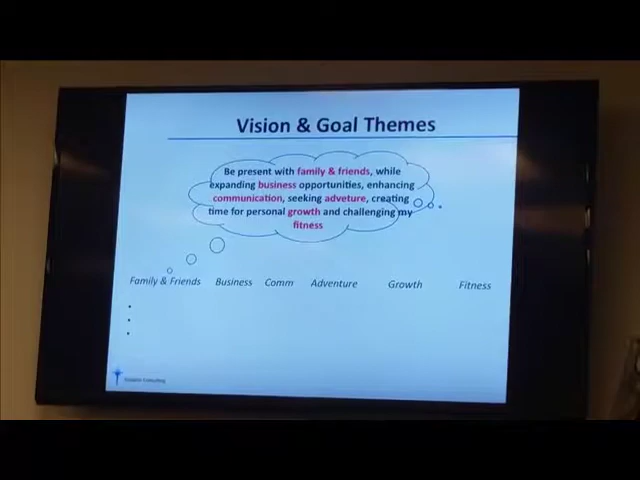 Vision & Goal Themes
Be present with family & friends, while
expanding business opportunities, enhancing
communication, seeking adveture, creating
time for personal growth and challenging my
fitness
Family & Friends Business Comm Adventure Growth Fitness
Consulting